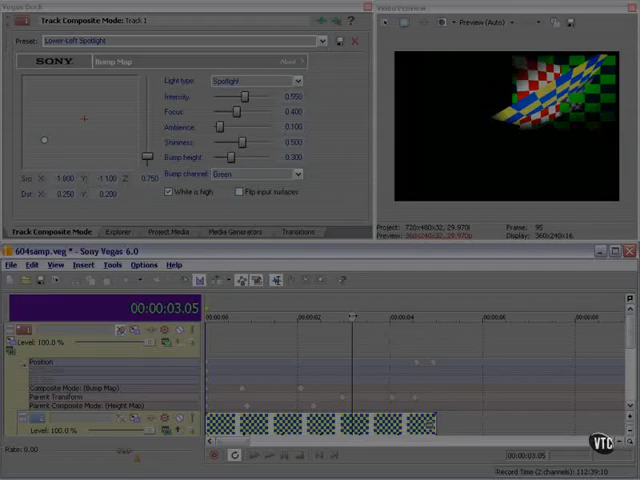 Vegas Dock
Video Preview
Track Composite Mode: Track 1
Preset: Lower-Left Spotlight
Preview (Auto)
SONY Bump Map About
Light type: Spotlight
Intensity: 0.550
Focus: 0.400
Ambience: 0.100
Shininess: 0.500
Bump height: 0.300
Bump channel: Green
Src X: -1.800 Y: -1.100 Z: 0.750
Dst: X: 0.250 Y: 0.200
White is high Flip input surfaces
Track Composite Mode Explorer Project Media Media Generators Transitions
Project: 720x480x32, 29.970i Frame: 95
Preview: 360x240x32, 29.970p Display: 360x240x16
604samp.veg * - Sony Vegas 6.0
File Edit View Insert Tools Options Help
00:00:03.05
00:00:00 00:00:02 00:00:04 00:00:06 00:00:08
1
Level: 100.0 %
Position
Composite Mode (Bump Map)
Parent Transform
Parent Composite Mode: (Height Map)
Level: 100.0 %
Rate: 0.00
00:00:03.05
Record Time (2 channels): 112:39:10
VTC